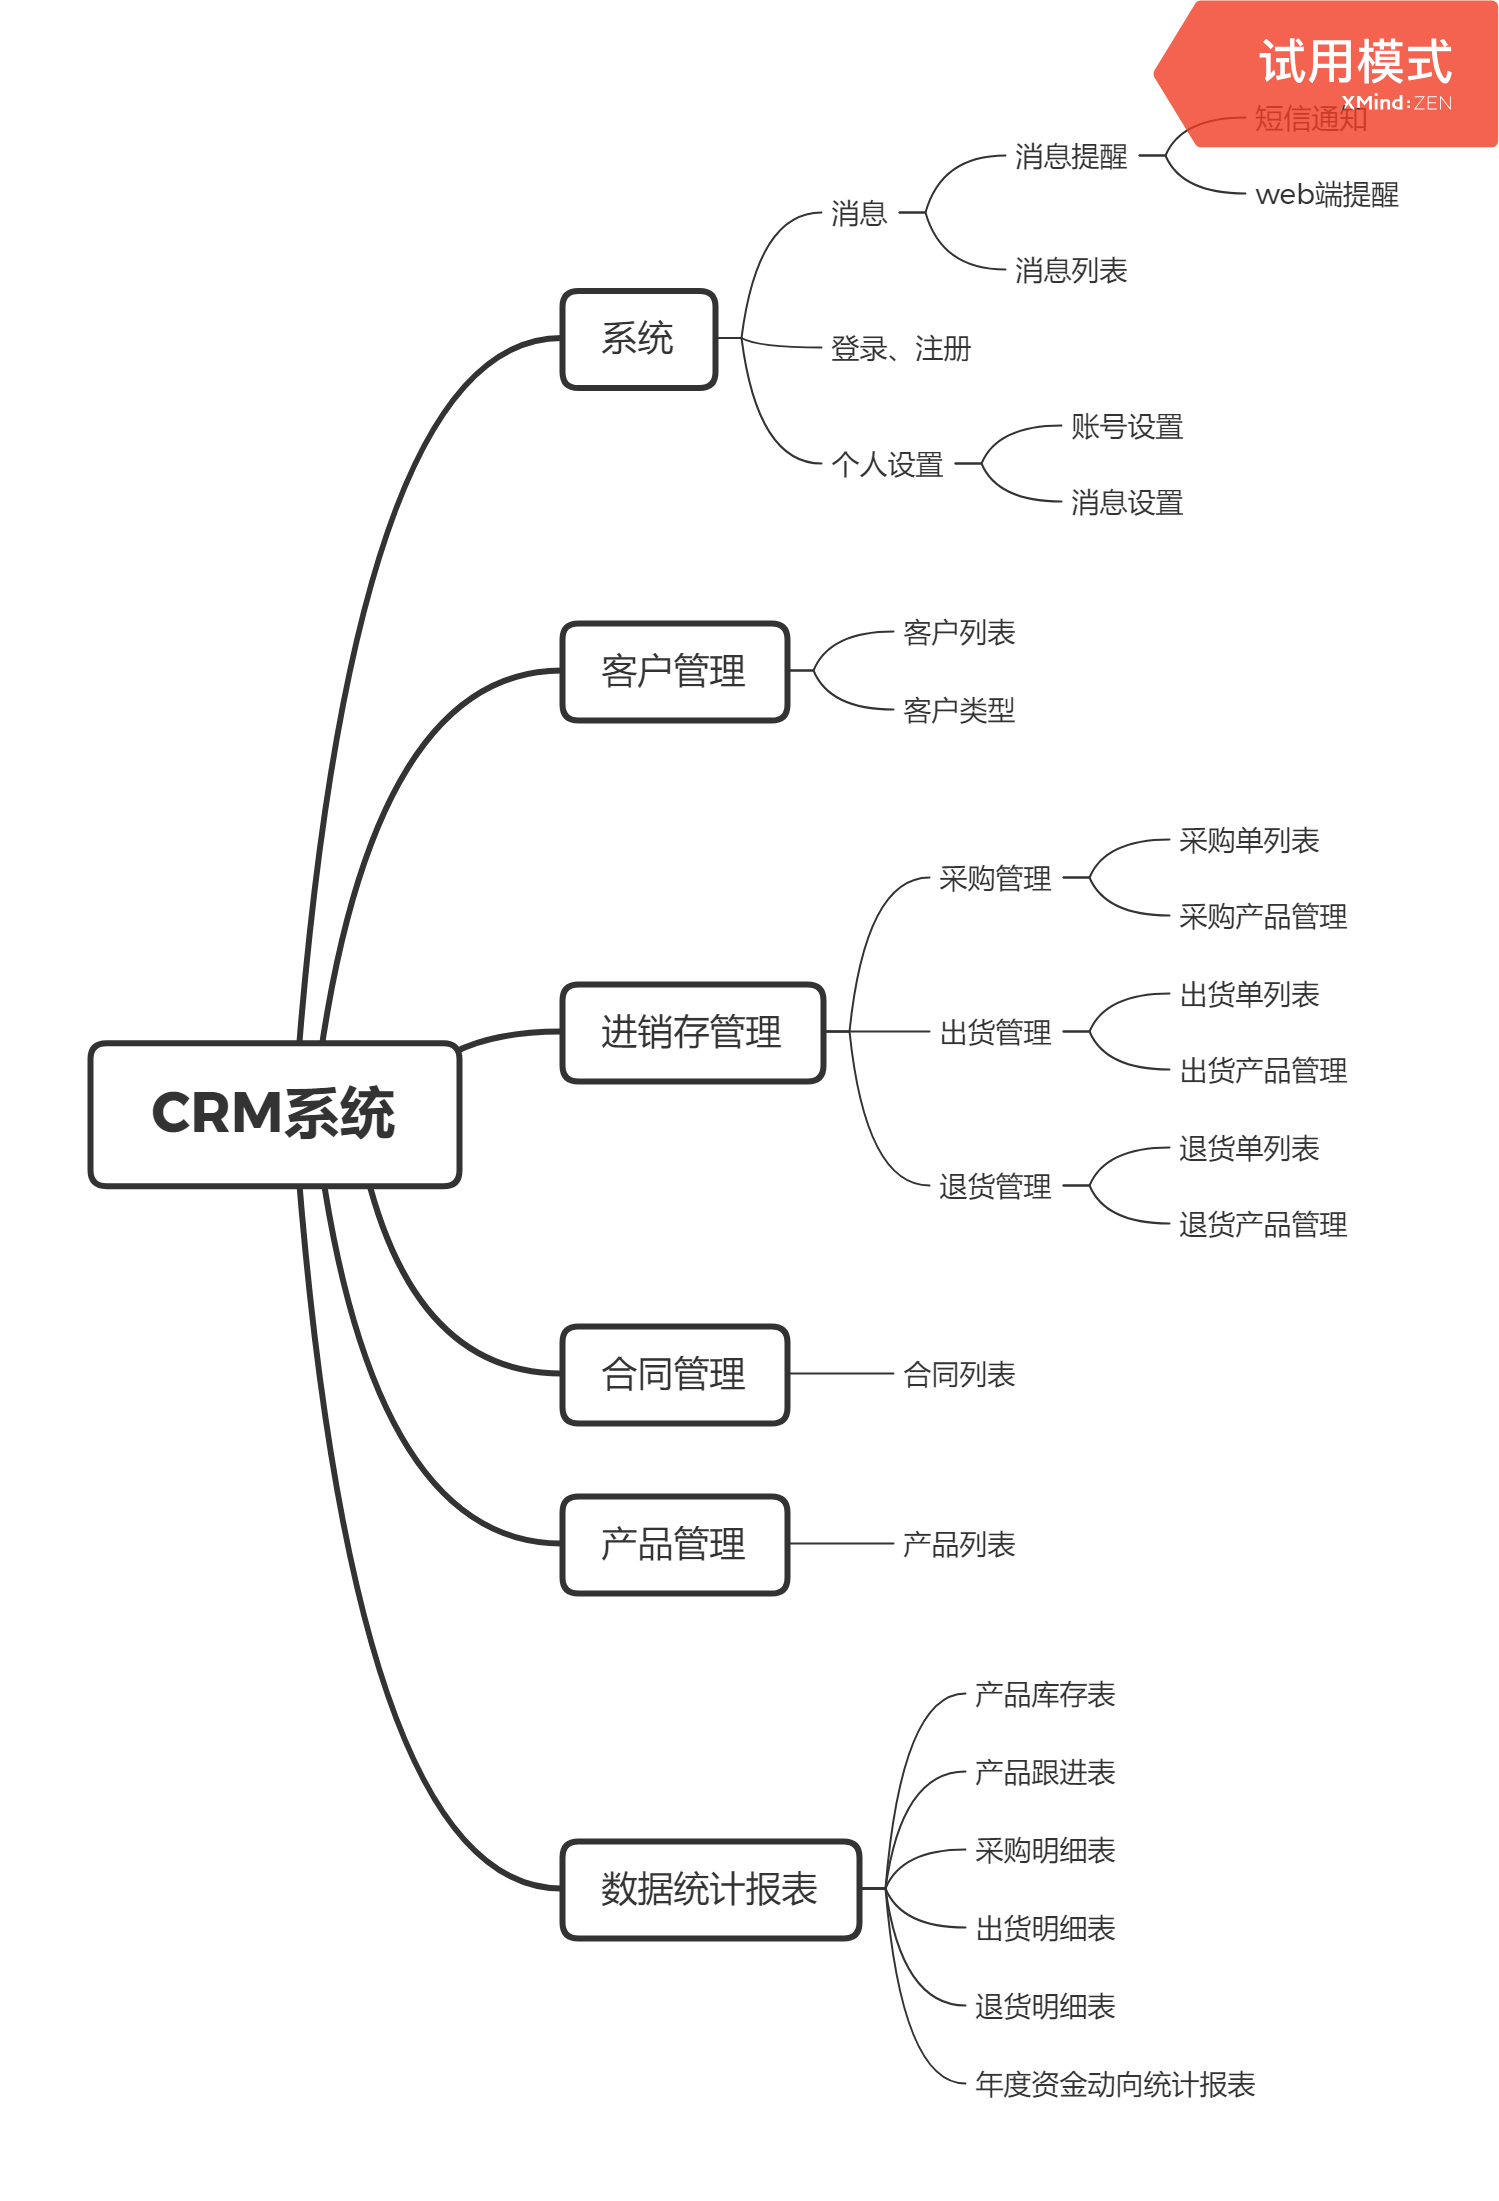 试用模式
XMind:ZEN
短信通知
消息提醒
web端提醒
消息
消息列表
系统
登录、注册
账号设置
个人设置
消息设置
客户列表
客户管理
客户类型
采购单列表
采购管理
采购产品管理
出货单列表
进销存管理
出货管理
出货产品管理
CRM系统
退货单列表
退货管理
退货产品管理
合同管理
合同列表
产品管理
产品列表
产品库存表
产品跟进表
采购明细表
数据统计报表
出货明细表
退货明细表
年度资金动向统计报表